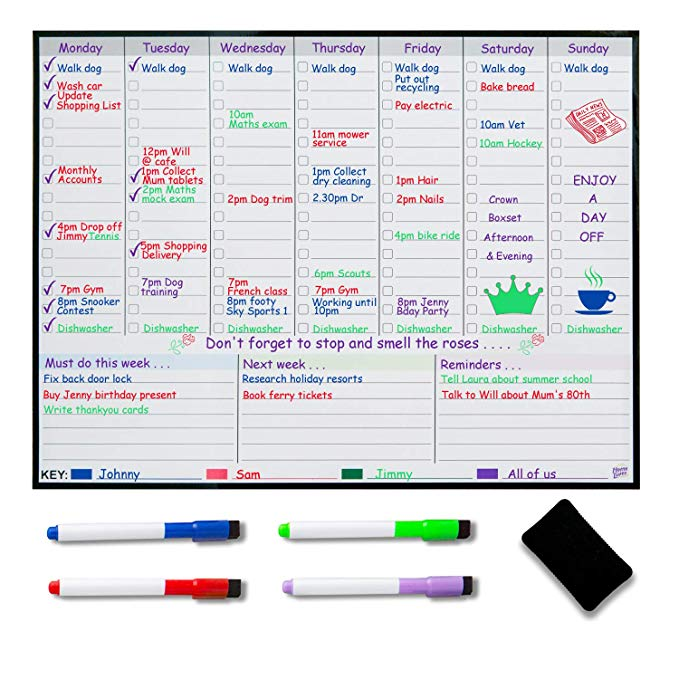 Monday Tuesday Wednesday Thursday Friday Saturday Sunday
Walk dog Walk dog Walk dog Walk dog Walk dog Walk dog Walk dog
Wash car Put out
recycling Bake bread
Update
Shopping List Pay electric DAILY NEWS
10am
Maths exam 10am Vet
11am mower
service 10am Hockey
12pm Will
@ cafe
Monthly
Accounts 1pm Collect
Mum tablets 1pm Collect
dry cleaning 1pm Hair ENJOY
2pm Maths
mock exam 2pm Dog trim 2.30pm Dr 2pm Nails Crown A
Boxset DAY
4pm Drop off
Jimmy Tennis 4pm bike ride Afternoon OFF
5pm Shopping
Delivery & Evening
6pm Scouts
7pm Gym 7pm Dog
training 7pm
French class 7pm Gym
8pm Snooker
Contest 8pm footy
Sky Sports 1 Working until
10pm 8pm Jenny
Bday Party
Dishwasher Dishwasher Dishwasher Dishwasher Dishwasher Dishwasher Dishwasher
Don't forget to stop and smell the roses . . . .
Must do this week . . . Next week . . . Reminders . . .
Fix back door lock Research holiday resorts Tell Laura about summer school
Buy Jenny birthday present Book ferry tickets Talk to Will about Mum's 80th
Write thankyou cards
KEY: Johnny Sam Jimmy All of us